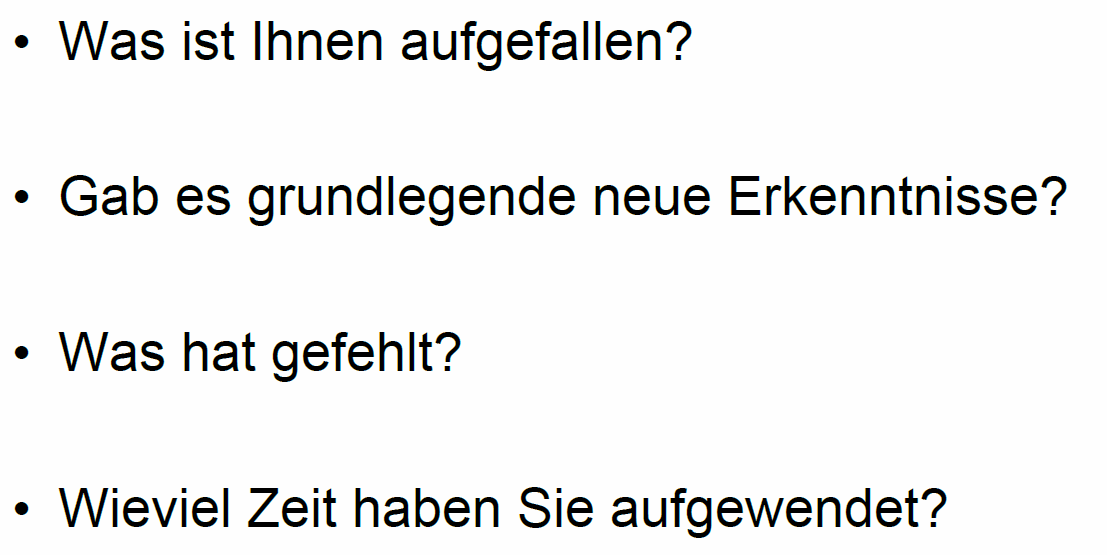 • Was ist Ihnen aufgefallen?
• Gab es grundlegende neue Erkenntnisse?
• Was hat gefehlt?
• Wieviel Zeit haben Sie aufgewendet?